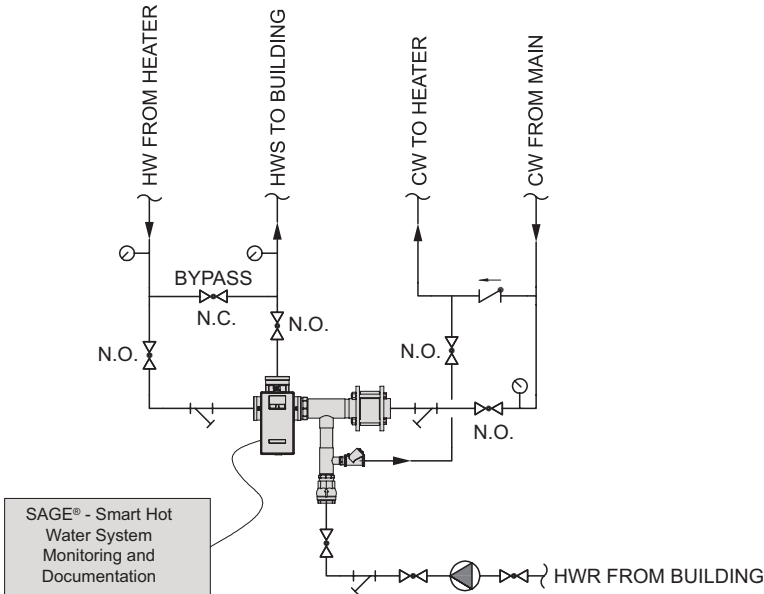 HW FROM HEATER
HWS TO BUILDING
CW TO HEATER
CW FROM MAIN
BYPASS
N.C.
N.O.
N.O.
N.O.
N.O.
SAGE® - Smart Hot
Water System
Monitoring and
Documentation
HWR FROM BUILDING